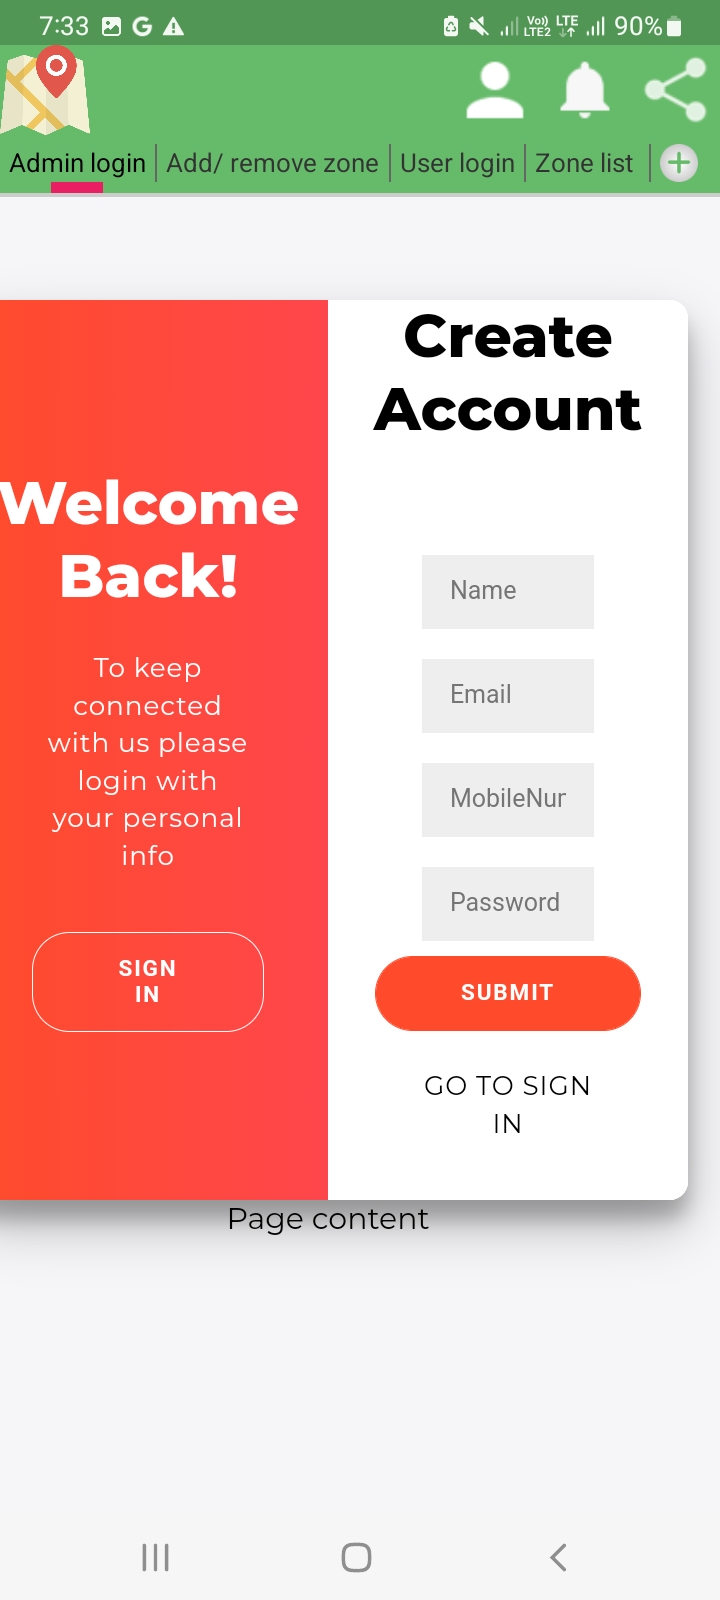 7:33
Vo))
LTE2
LTE
90%
Admin login
Add/ remove zone
User login
Zone list
Welcome
Back!
To keep
connected
with us please
login with
your personal
info
SIGN
IN
Create
Account
Name
Email
MobileNur
Password
SUBMIT
GO TO SIGN
IN
Page content